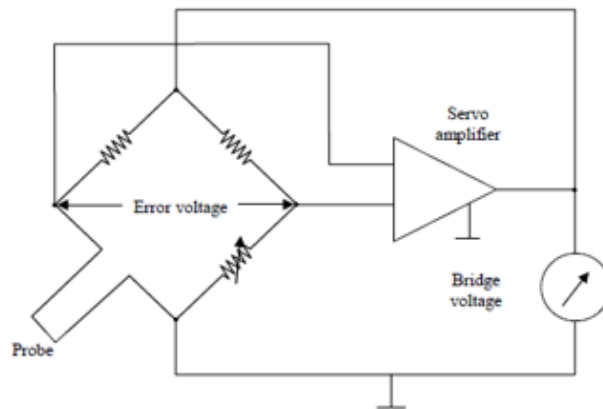 Servo
amplifier
Error voltage
Bridge
voltage
Probe